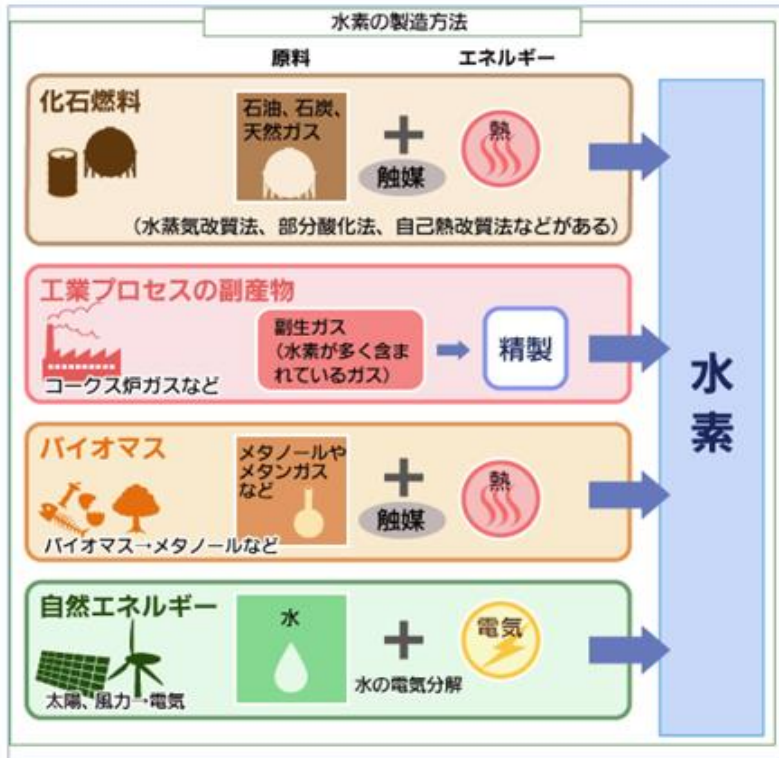 水素の製造方法
原料
エネルギー
化石燃料
石油、石炭、
天然ガス
触媒
熱
（水蒸気改質法、部分酸化法、自己熱改質法などがある）
工業プロセスの副産物
コークス炉ガスなど
副生ガス
（水素が多く含ま
れているガス）
精製
バイオマス
バイオマス→メタノールなど
メタノールや
メタンガス
など
触媒
熱
自然エネルギー
太陽、風力→電気
水
水の電気分解
電気
水素